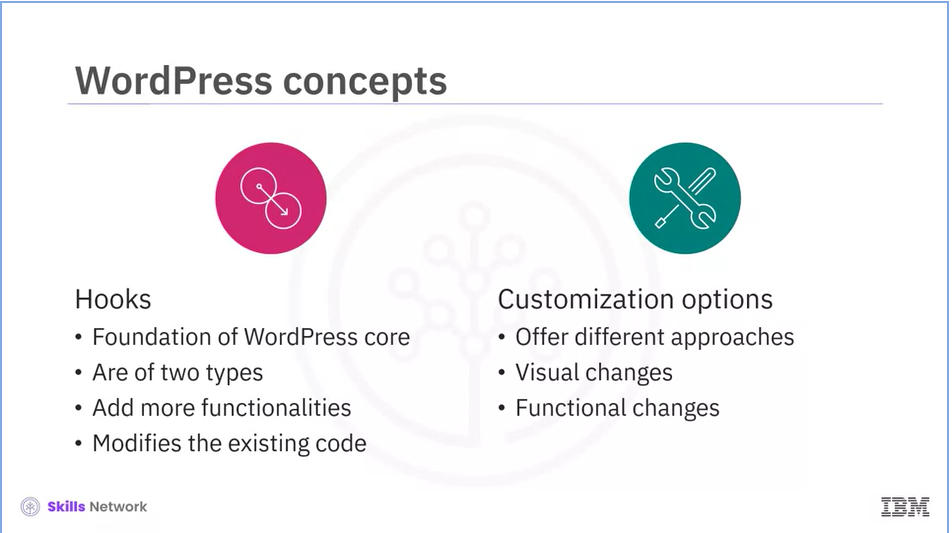 WordPress concepts
Hooks
• Foundation of WordPress core
• Are of two types
• Add more functionalities
• Modifies the existing code
Customization options
• Offer different approaches
• Visual changes
• Functional changes
Skills Network
IBM